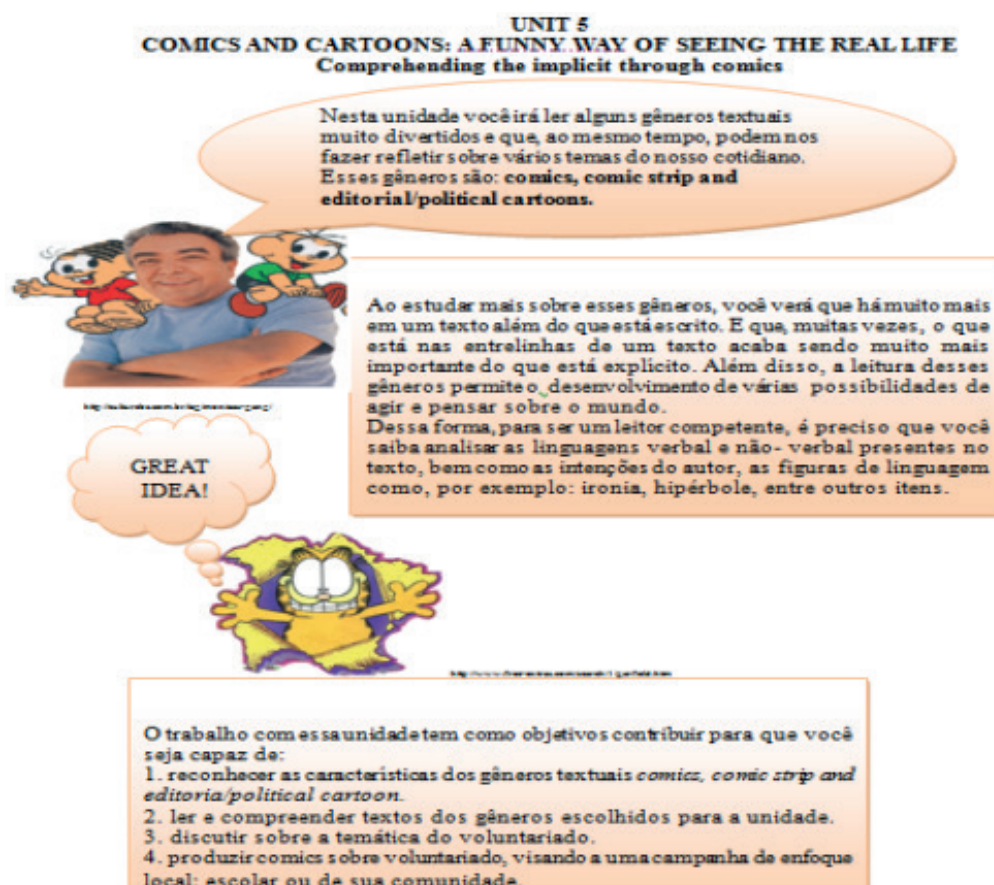 UNIT 5
COMICS AND CARTOONS: A FUNNY WAY OF SEEING THE REAL LIFE
Comprehending the implicit through comics
Nesta unidade você irá ler alguns gêneros textuais
muito divertidos e que, ao mesmo tempo, podem nos
fazer refletir sobre vários temas do nosso cotidiano.
Esses gêneros são: comics, comic strip and
editorial/political cartoons.
Ao estudar mais sobre esses gêneros, você verá que há muito mais
em um texto além do que está escrito. E que, muitas vezes, o que
está nas entrelinhas de um texto acaba sendo muito mais
importante do que está explícito. Além disso, a leitura desses
gêneros permite o desenvolvimento de várias possibilidades de
agir e pensar sobre o mundo.
Dessa forma, para ser um leitor competente, é preciso que você
saiba analisar as linguagens verbal e não- verbal presentes no
texto, bem como as intenções do autor, as figuras de linguagem
como, por exemplo: ironia, hipérbole, entre outros itens.
GREAT
IDEA!
O trabalho com essa unidade tem como objetivos contribuir para que você
seja capaz de:
1. reconhecer as características dos gêneros textuais comics, comic strip and
editoria/political cartoon.
2. ler e compreender textos dos gêneros escolhidos para a unidade.
3. discutir sobre a temática do voluntariado.
4. produzir comics sobre voluntariado, visando a uma campanha de enfoque
local: escolar ou de sua comunidade.